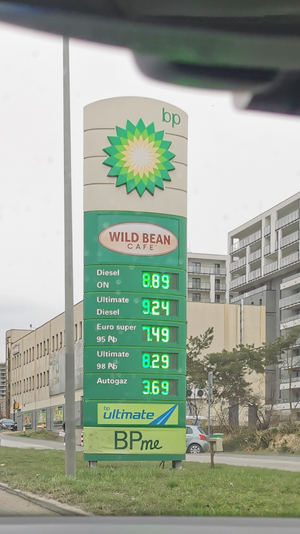 bp
WILD BEAN
CAFE
Diesel
ON 8.89
Ultimate
Diesel 9.24
Euro super
95 Pb 7.49
Ultimate
98 Pb 8.29
Autogaz 3.69
bp
ultimate
BPme